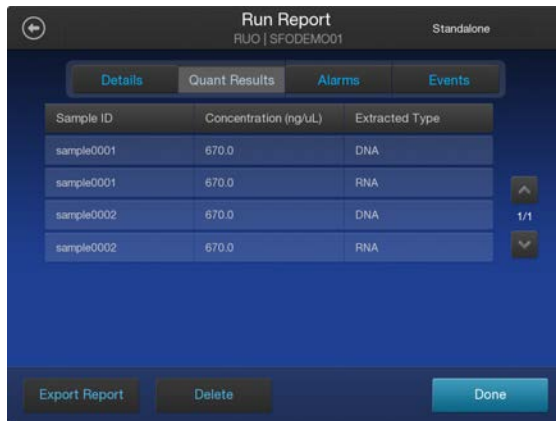 Run Report
RUO | SFODEMO01
Standalone
Details Quant Results Alarms Events
Sample ID Concentration (ng/uL) Extracted Type
sample0001 670.0 DNA
sample0001 670.0 RNA
sample0002 670.0 DNA
1/1
sample0002 670.0 RNA
Export Report Delete Done